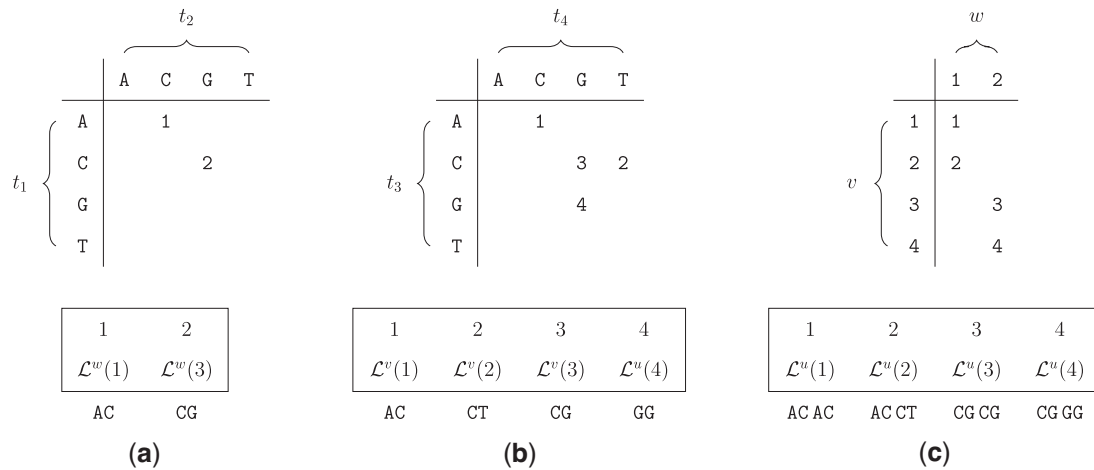 t₂
A C G T
t₁
A 1
C 2
G
T
1 2
ℒʷ(1) ℒʷ(3)
AC CG
(a)
t₄
A C G T
t₃
A 1
C 3 2
G 4
T
1 2 3 4
ℒᵛ(1) ℒᵛ(2) ℒᵛ(3) ℒᵘ(4)
AC CT CG GG
(b)
w
1 2
v
1 1
2 2
3 3
4 4
1 2 3 4
ℒᵘ(1) ℒᵘ(2) ℒᵘ(3) ℒᵘ(4)
AC AC AC CT CG CG CG GG
(c)